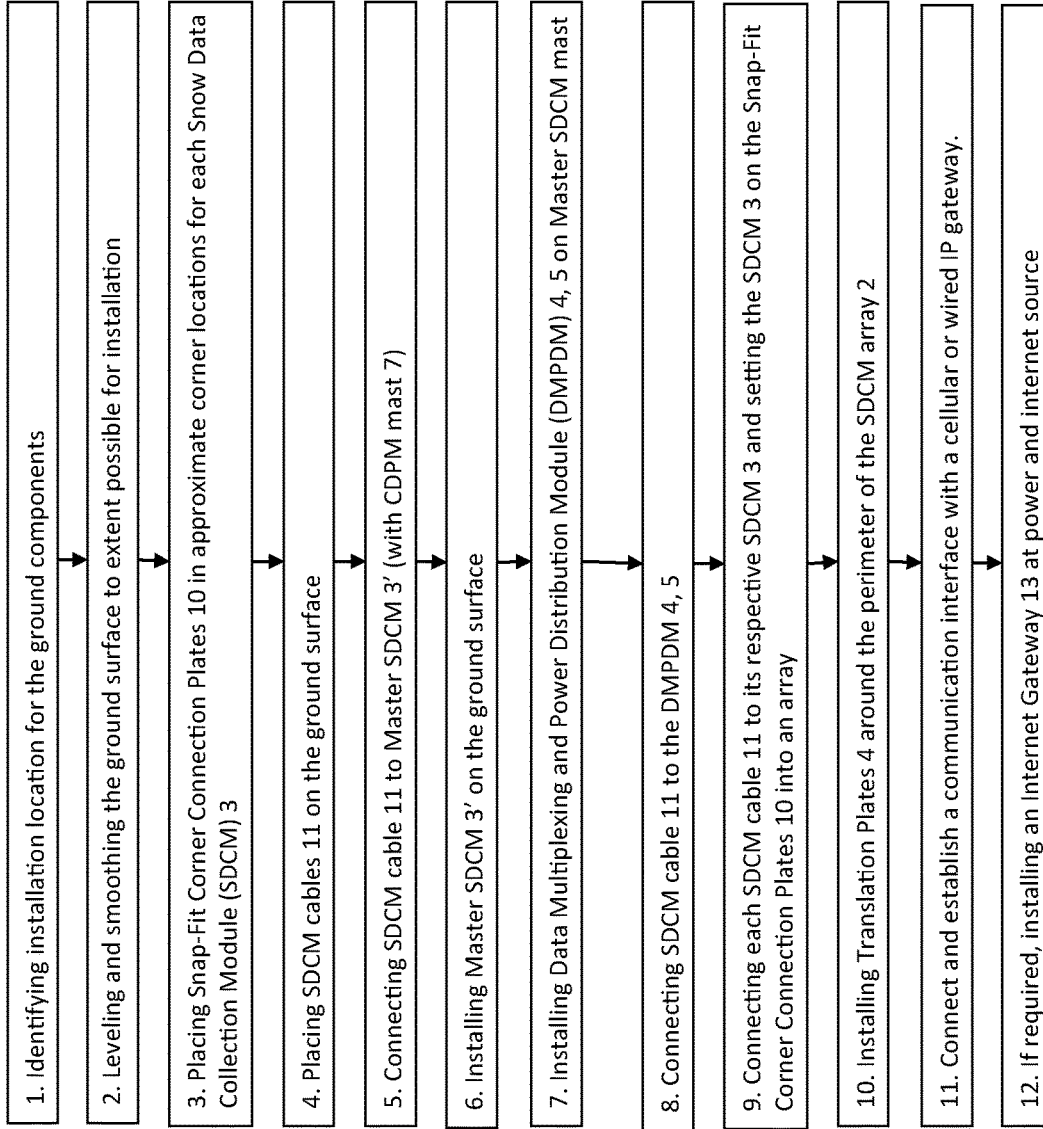 1. Identifying installation location for the ground components
2. Leveling and smoothing the ground surface to extent possible for installation
3. Placing Snap-Fit Corner Connection Plates 10 in approximate corner locations for each Snow Data
Collection Module (SDCM) 3
4. Placing SDCM cables 11 on the ground surface
5. Connecting SDCM cable 11 to Master SDCM 3’ (with CDPM mast 7)
6. Installing Master SDCM 3’ on the ground surface
7. Installing Data Multiplexing and Power Distribution Module (DMPDM) 4, 5 on Master SDCM mast
8. Connecting SDCM cable 11 to the DMPDM 4, 5
9. Connecting each SDCM cable 11 to its respective SDCM 3 and setting the SDCM 3 on the Snap-Fit
Corner Connection Plates 10 into an array
10. Installing Translation Plates 4 around the perimeter of the SDCM array 2
11. Connect and establish a communication interface with a cellular or wired IP gateway.
12. If required, installing an Internet Gateway 13 at power and internet source